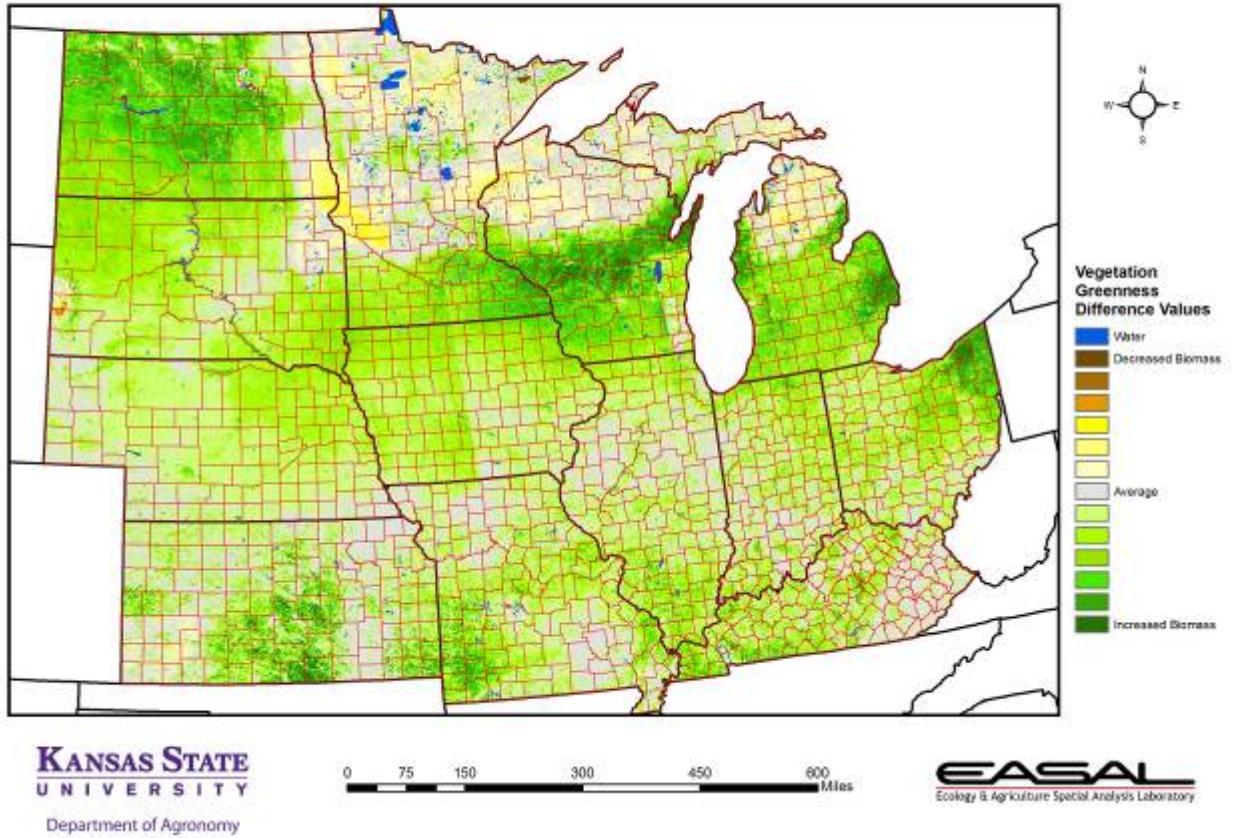 N
W
E
S
Vegetation
Greenness
Difference Values
Water
Decreased Biomass
Average
Increased Biomass
KANSAS STATE
UNIVERSITY
Department of Agronomy
0 75 150 300 450 600
Miles
EASAL
Ecology & Agriculture Spatial Analysis Laboratory